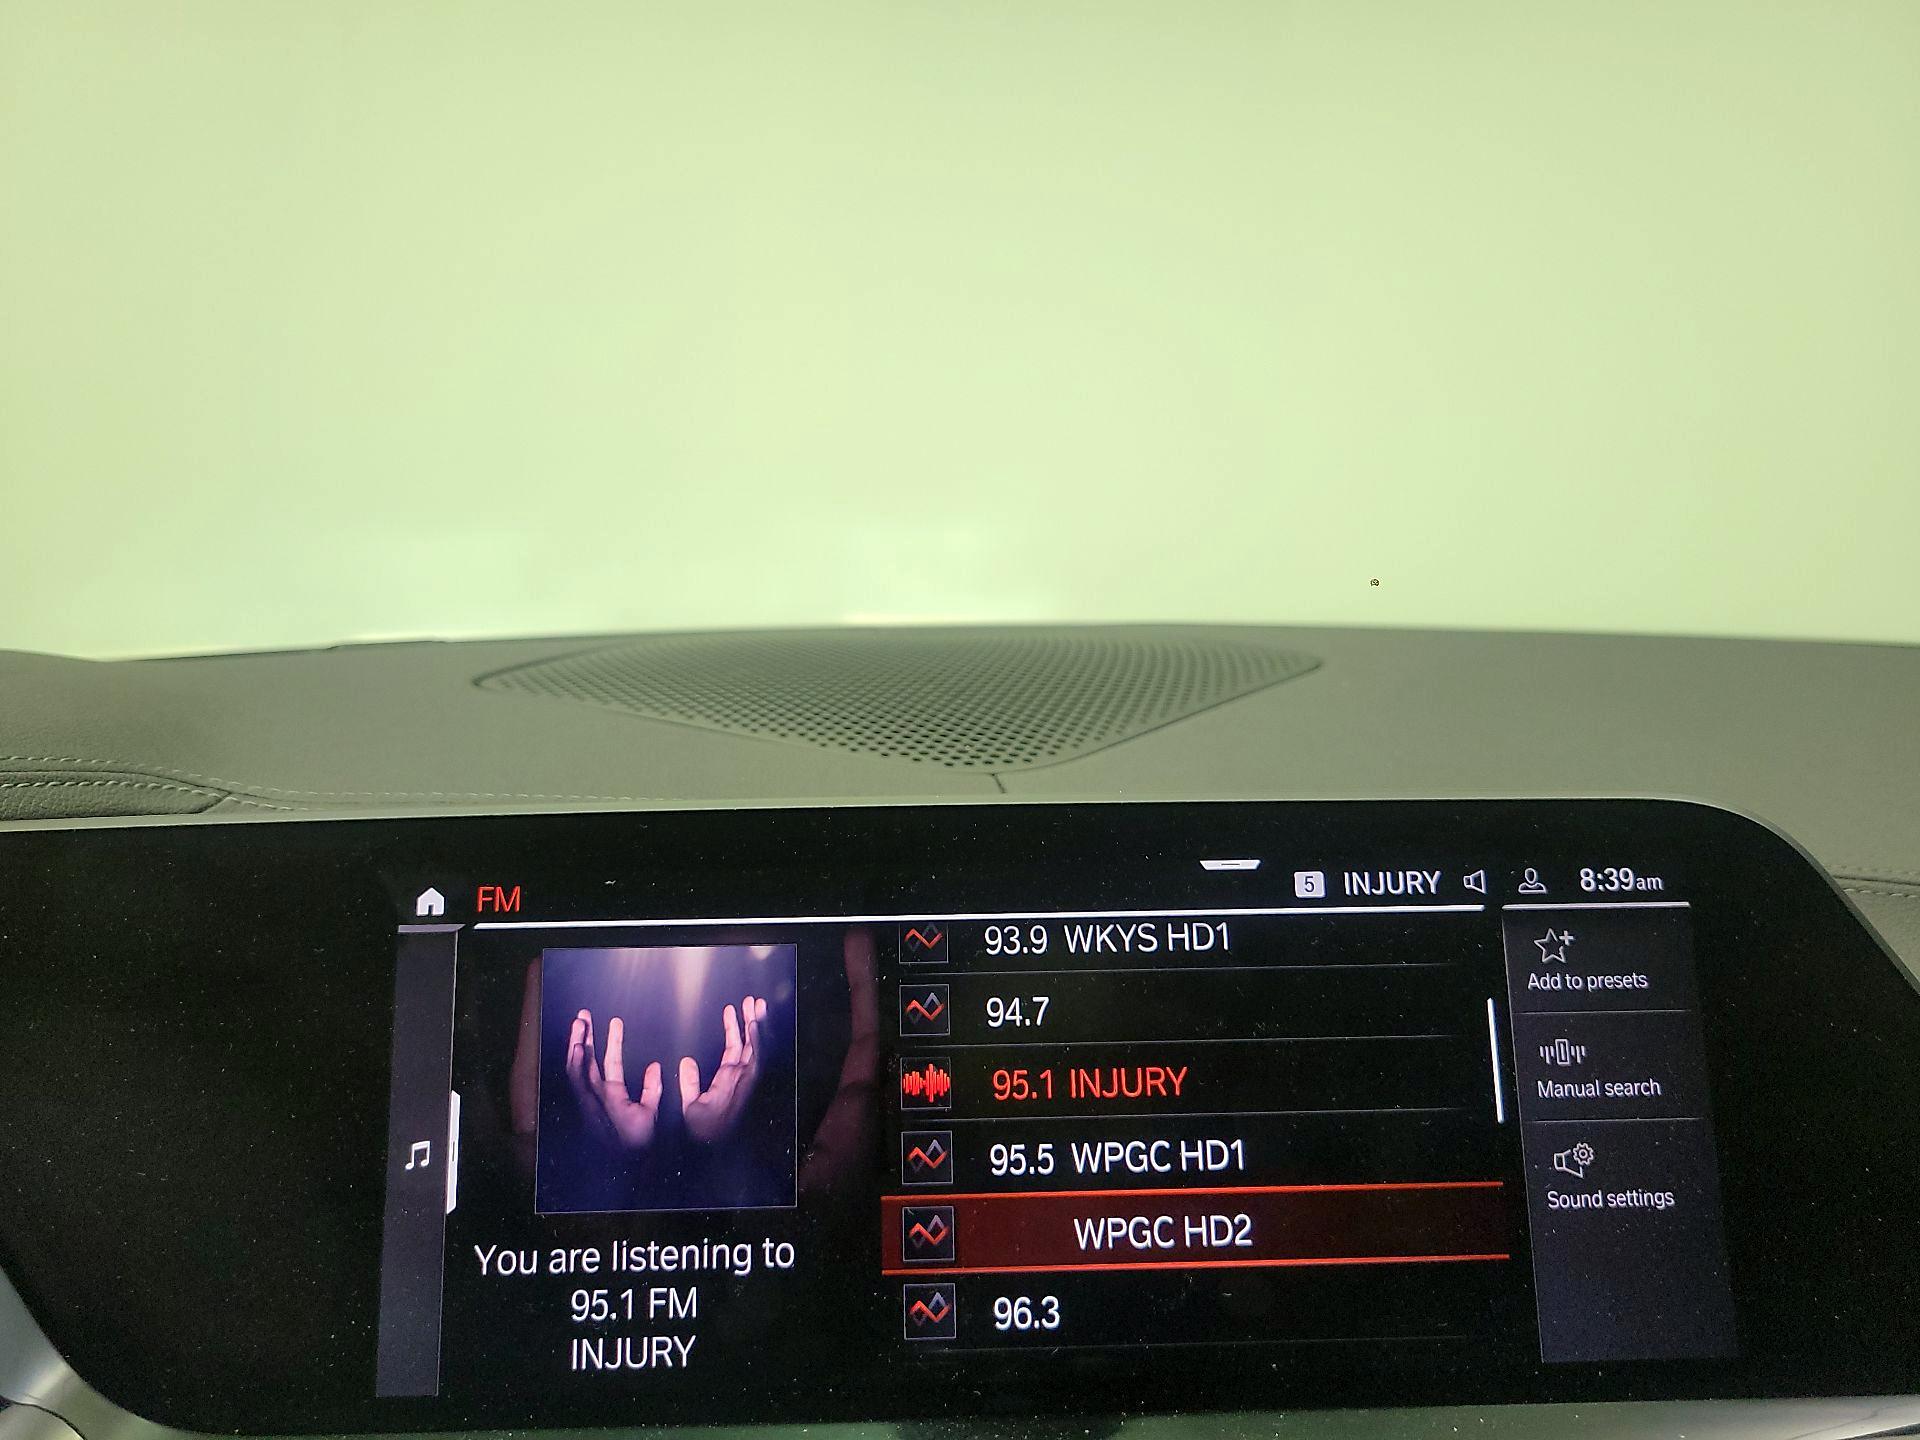 FM
5 INJURY
8:39am
93.9 WKYS HD1
94.7
95.1 INJURY
95.5 WPGC HD1
WPGC HD2
96.3
You are listening to
95.1 FM
INJURY
Add to presets
Manual search
Sound settings